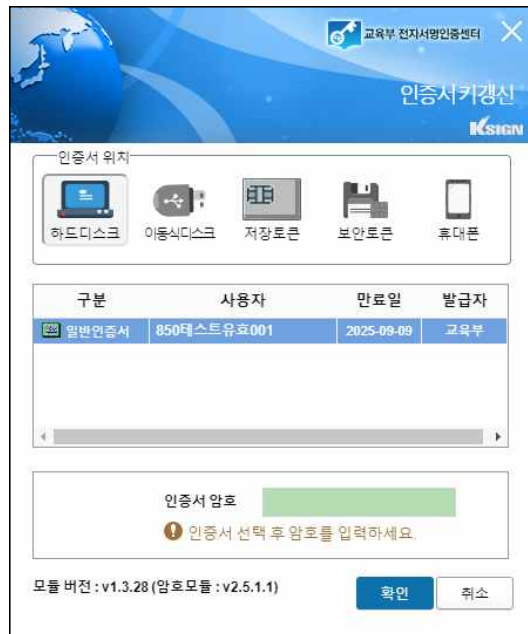 교육부 전자서명인증센터
인증서키갱신
KSIGN
인증서 위치
하드디스크 이동식디스크 저장토큰 보안토큰 휴대폰
구분 사용자 만료일 발급자
일반인증서 850테스트유효001 2025-09-09 교육부
인증서 암호
인증서 선택 후 암호를 입력하세요.
모듈 버전 : v1.3.28 (암호모듈 : v2.5.1.1)
확인 취소